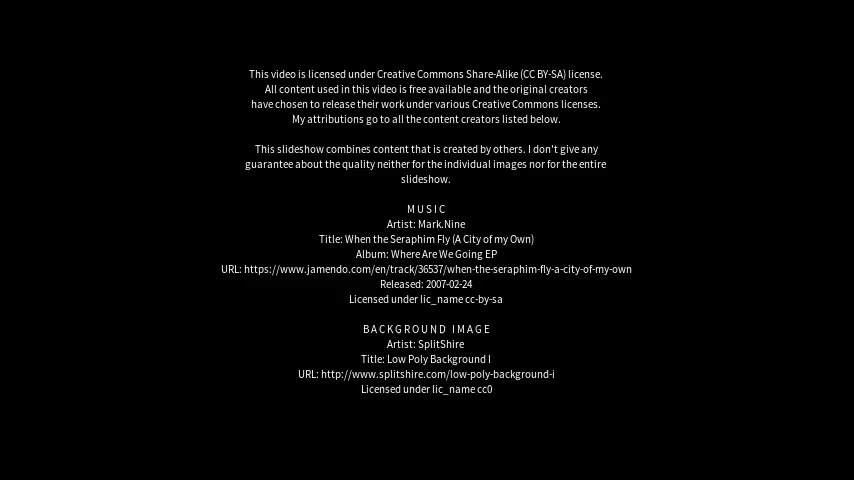 This video is licensed under Creative Commons Share-Alike (CC BY-SA) license.
All content used in this video is free available and the original creators
have chosen to release their work under various Creative Commons licenses.
My attributions go to all the content creators listed below.
This slideshow combines content that is created by others. I don't give any
guarantee about the quality neither for the individual images nor for the entire
slideshow.
MUSIC
Artist: Mark.Nine
Title: When the Seraphim Fly (A City of my Own)
Album: Where Are We Going EP
URL: https://www.jamendo.com/en/track/36537/when-the-seraphim-fly-a-city-of-my-own
Released: 2007-02-24
Licensed under lic_name cc-by-sa
BACKGROUND IMAGE
Artist: SplitShire
Title: Low Poly Background I
URL: http://www.splitshire.com/low-poly-background-i
Licensed under lic_name cc0